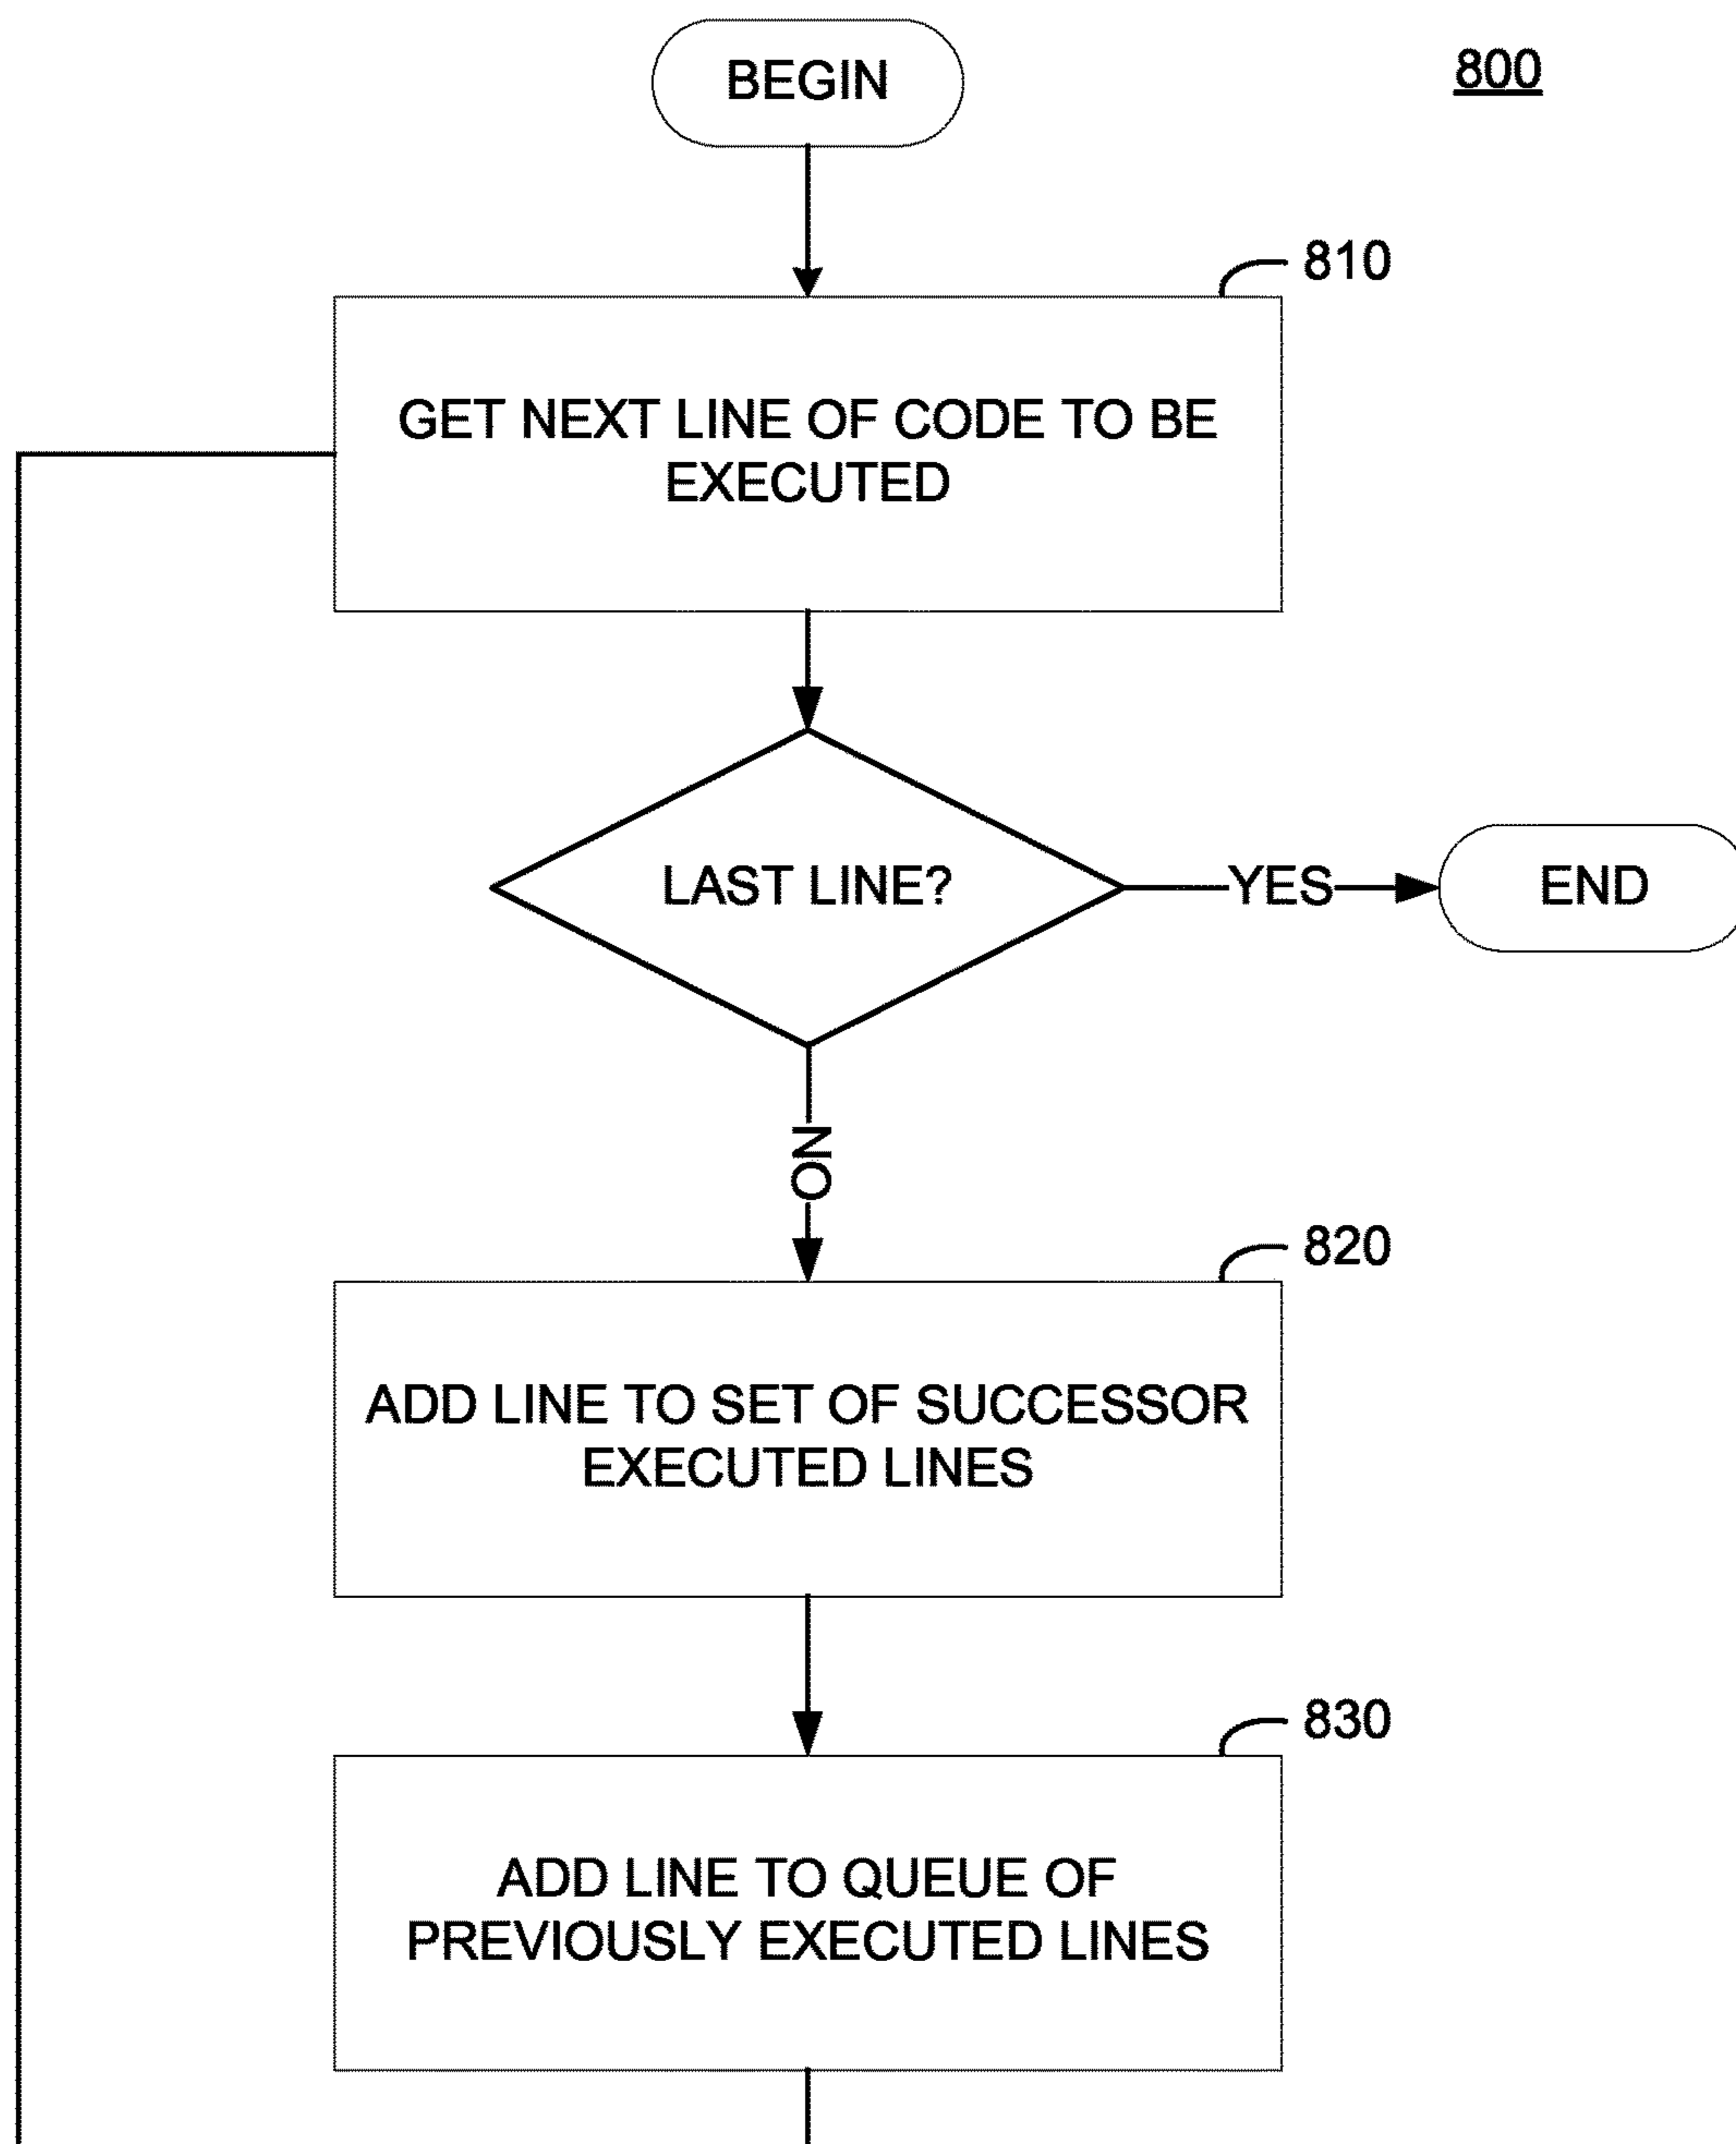 BEGIN
800
810
GET NEXT LINE OF CODE TO BE
EXECUTED
LAST LINE?
YES
END
NO
820
ADD LINE TO SET OF SUCCESSOR
EXECUTED LINES
830
ADD LINE TO QUEUE OF
PREVIOUSLY EXECUTED LINES